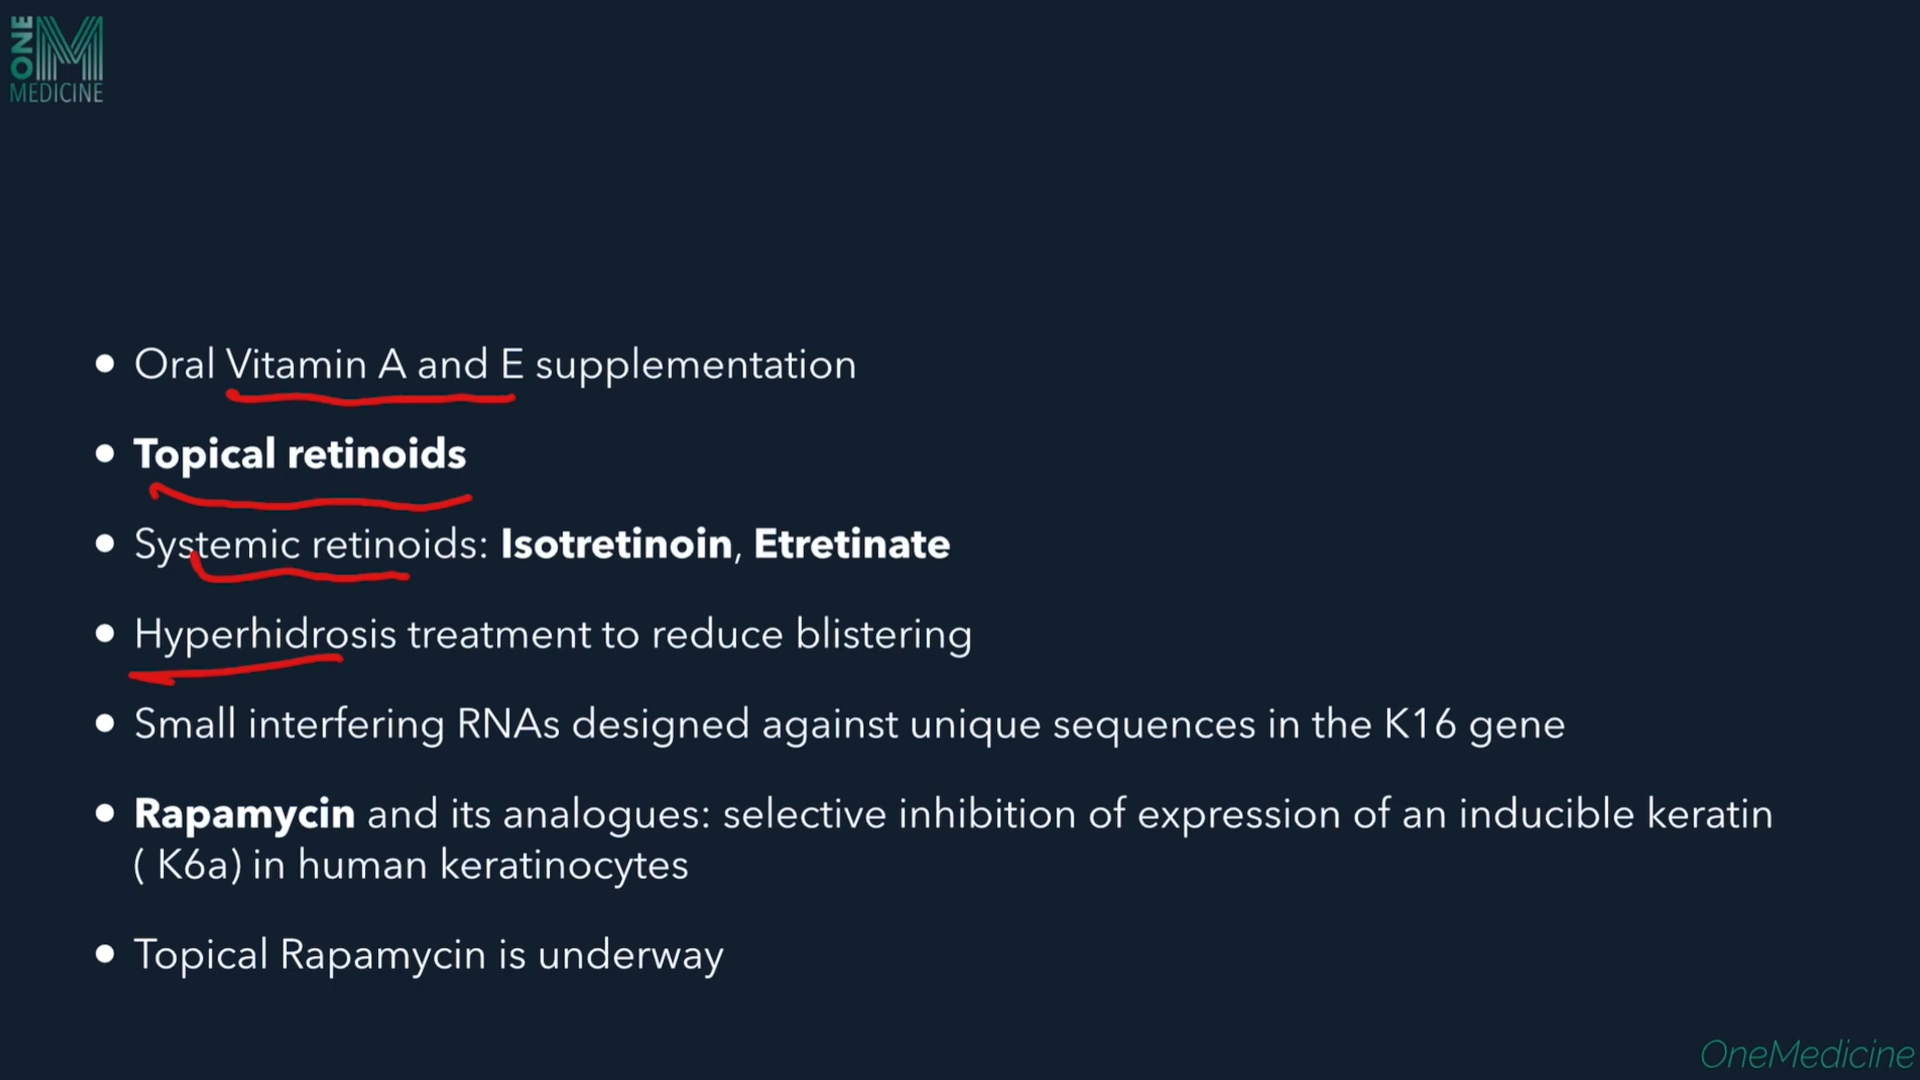 ONE
MEDICINE
• Oral Vitamin A and E supplementation
• Topical retinoids
• Systemic retinoids: Isotretinoin, Etretinate
• Hyperhidrosis treatment to reduce blistering
• Small interfering RNAs designed against unique sequences in the K16 gene
• Rapamycin and its analogues: selective inhibition of expression of an inducible keratin
( K6a) in human keratinocytes
• Topical Rapamycin is underway
OneMedicine